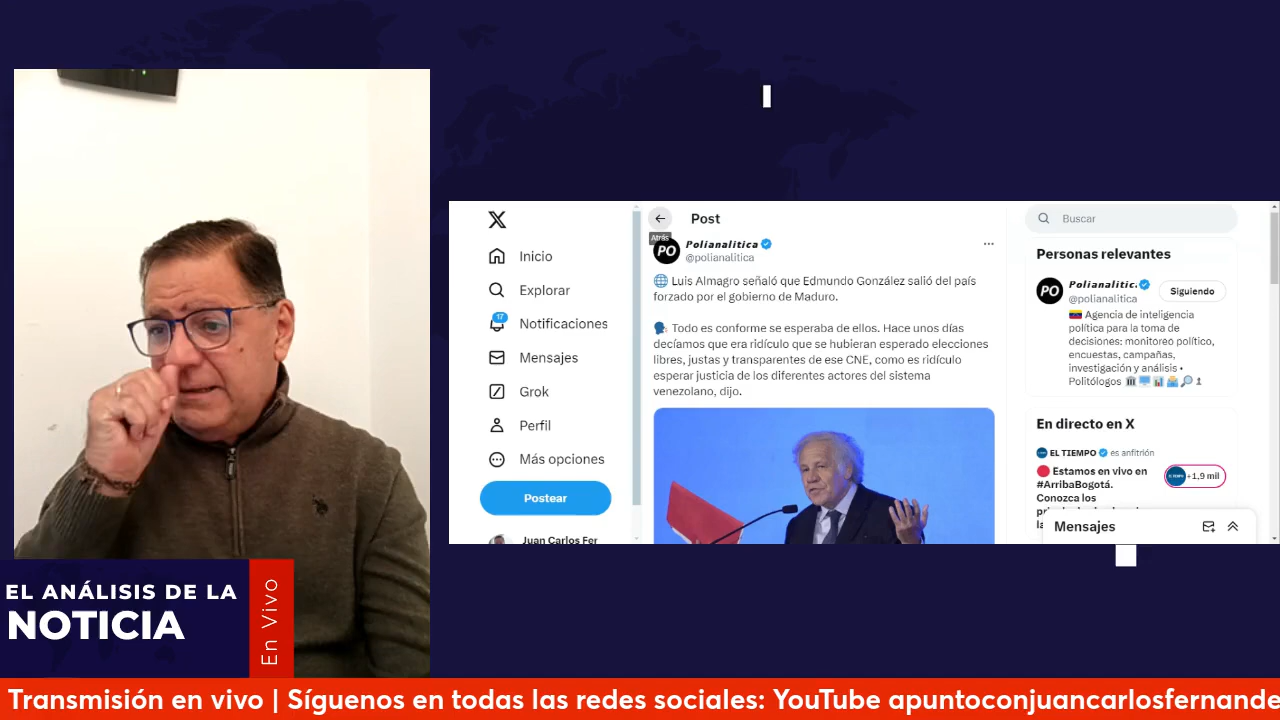 Post
Atrás
PO
Polianalitica
@polianalitica
Luis Almagro señaló que Edmundo González salió del país
forzado por el gobierno de Maduro.
Todo es conforme se esperaba de ellos. Hace unos días
decíamos que era ridículo que se hubieran esperado elecciones
libres, justas y transparentes de ese CNE, como es ridículo
esperar justicia de los diferentes actores del sistema
venezolano, dijo.
Inicio
Explorar
17
Notificaciones
Mensajes
Grok
Perfil
Más opciones
Postear
Juan Carlos Fer
Buscar
Personas relevantes
PO
Polianalitic
@polianalitica
Siguiendo
Agencia de inteligencia
política para la toma de
decisiones: monitoreo político,
encuestas, campañas,
investigación y análisis •
Politólogos
En directo en X
EL TIEMPO es anfitrión
Estamos en vivo en
#ArribaBogotá.
Conozca los
+1,9 mil
Mensajes
EL ANÁLISIS DE LA
NOTICIA
En Vivo
Transmisión en vivo | Síguenos en todas las redes sociales: YouTube apuntoconjuancarlosfernande